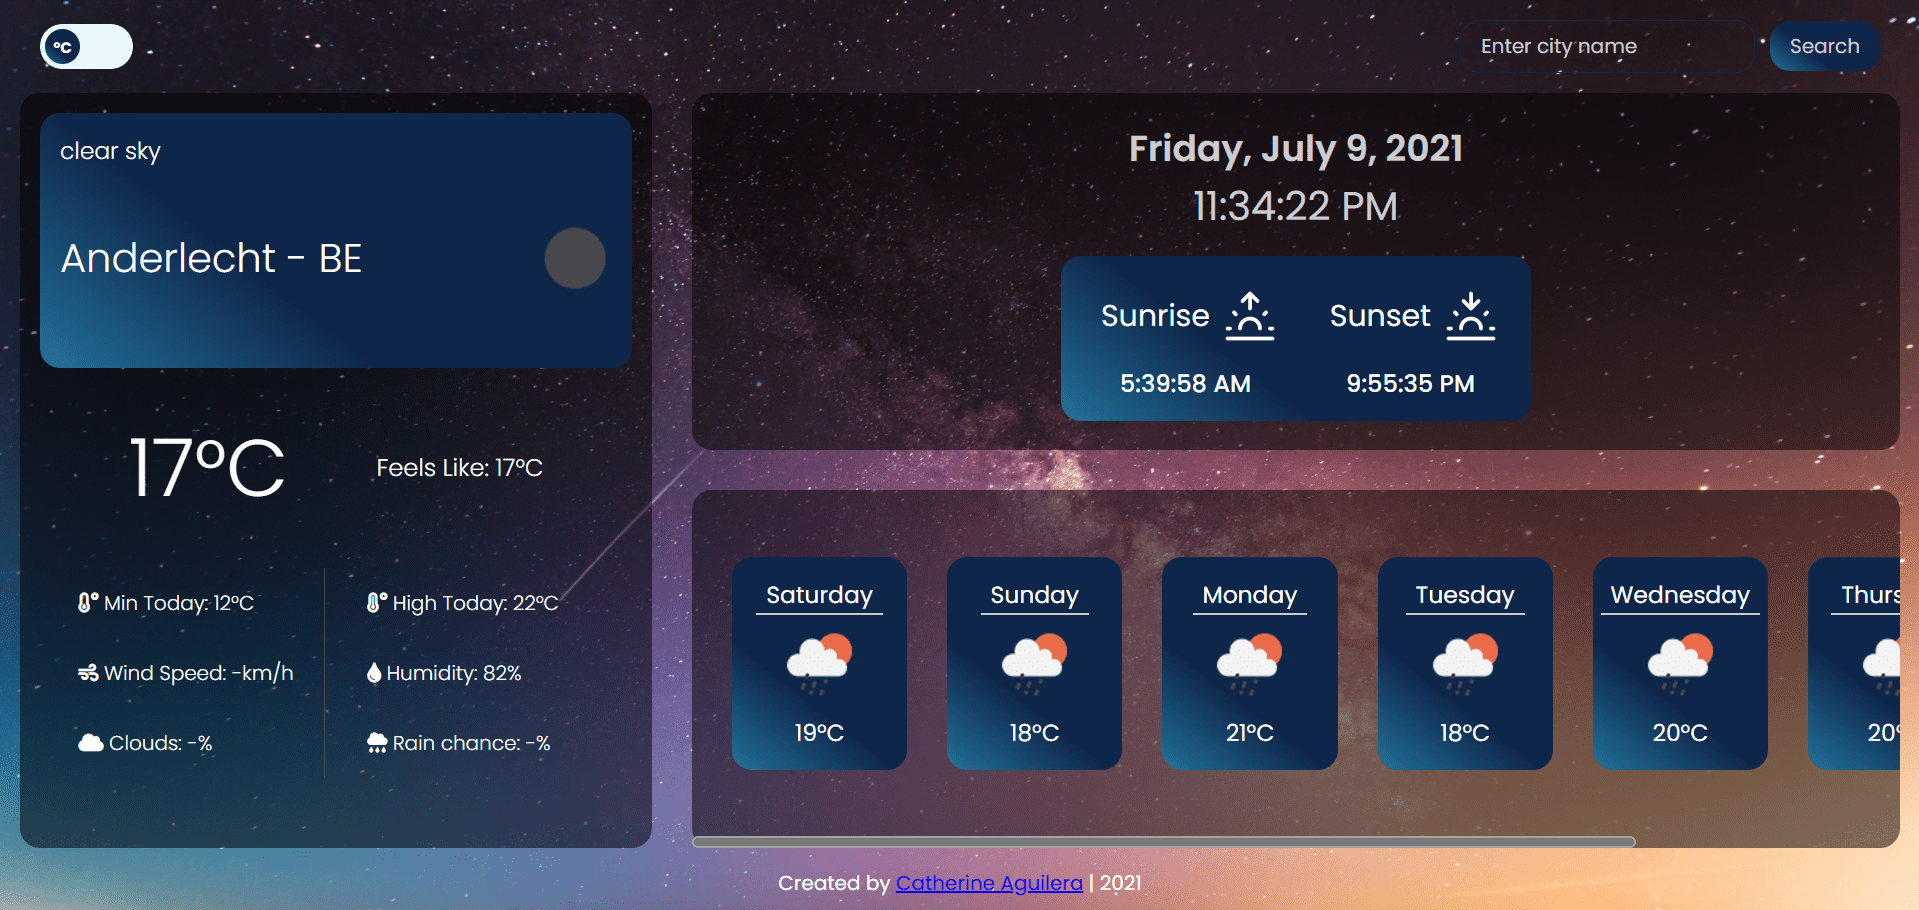 °C
Enter city name
Search
clear sky
Anderlecht - BE
17°C
Feels Like: 17°C
Min Today: 12°C
High Today: 22°C
Wind Speed: -km/h
Humidity: 82%
Clouds: -%
Rain chance: -%
Friday, July 9, 2021
11:34:22 PM
Sunrise
Sunset
5:39:58 AM
9:55:35 PM
Saturday
19°C
Sunday
18°C
Monday
21°C
Tuesday
18°C
Wednesday
20°C
Thurs
20°
Created by Catherine Aguilera | 2021